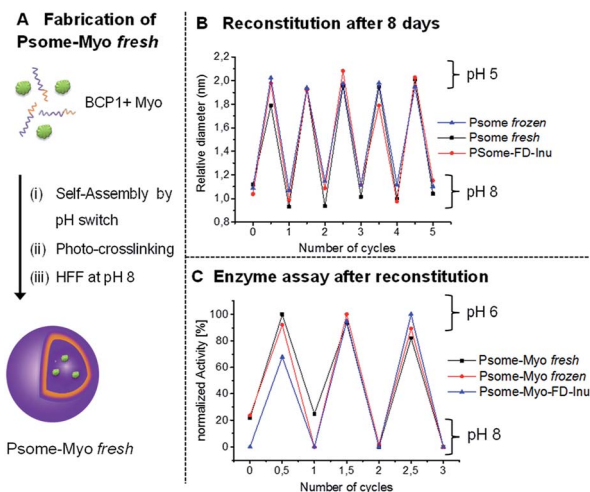 A Fabrication of
Psome-Myo fresh
BCP1+ Myo
(i) Self-Assembly by
pH switch
(ii) Photo-crosslinking
(iii) HFF at pH 8
Psome-Myo fresh
B Reconstitution after 8 days
Relative diameter (nm)
2,2
2,0
1,8
1,6
1,4
1,2
1,0
0,8
0 1 2 3 4 5
Number of cycles
pH 5
Psome frozen
Psome fresh
PSome-FD-Inu
pH 8
C Enzyme assay after reconstitution
normalized Activity [%]
100
80
60
40
20
0
0 0,5 1 1,5 2 2,5 3
Number of cycles
pH 6
Psome-Myo fresh
Psome-Myo frozen
Psome-Myo-FD-Inu
pH 8